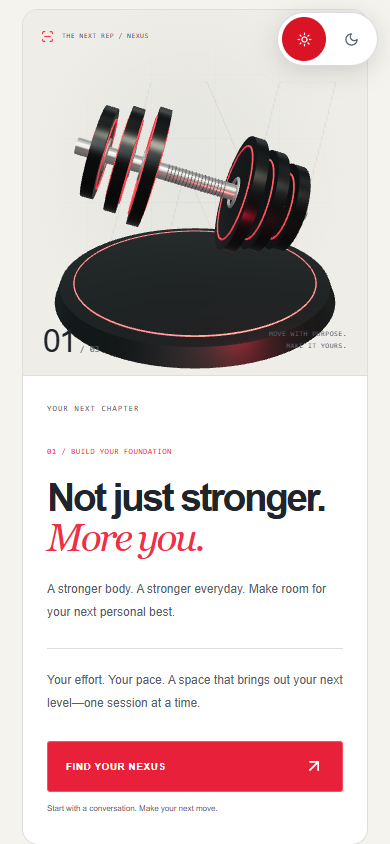 THE NEXT REP / NEXUS
01 / 03
MOVE WITH PURPOSE.
MAKE IT YOURS.
YOUR NEXT CHAPTER
01 / BUILD YOUR FOUNDATION
Not just stronger.
More you.
A stronger body. A stronger everyday. Make room for
your next personal best.
Your effort. Your pace. A space that brings out your next
level—one session at a time.
FIND YOUR NEXUS
Start with a conversation. Make your next move.